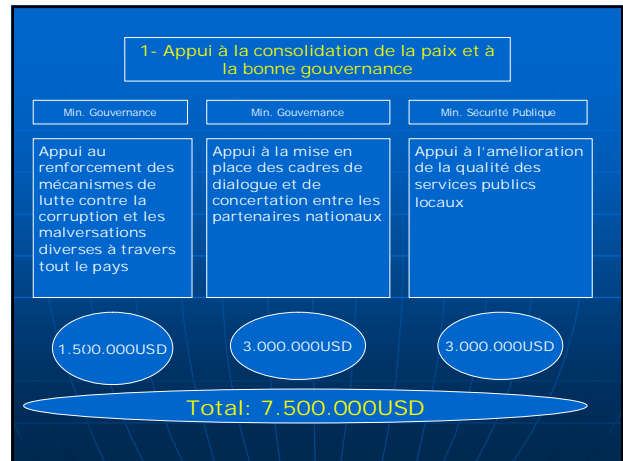 1- Appui à la consolidation de la paix et à
la bonne gouvernance
Min. Gouvernance
Min. Gouvernance
Min. Sécurité Publique
Appui au
renforcement des
mécanismes de
lutte contre la
corruption et les
malversations
diverses à travers
tout le pays
Appui à la mise en
place des cadres de
dialogue et de
concertation entre les
partenaires nationaux
Appui à l'amélioration
de la qualité des
services publics
locaux
1.500.000USD
3.000.000USD
3.000.000USD
Total: 7.500.000USD